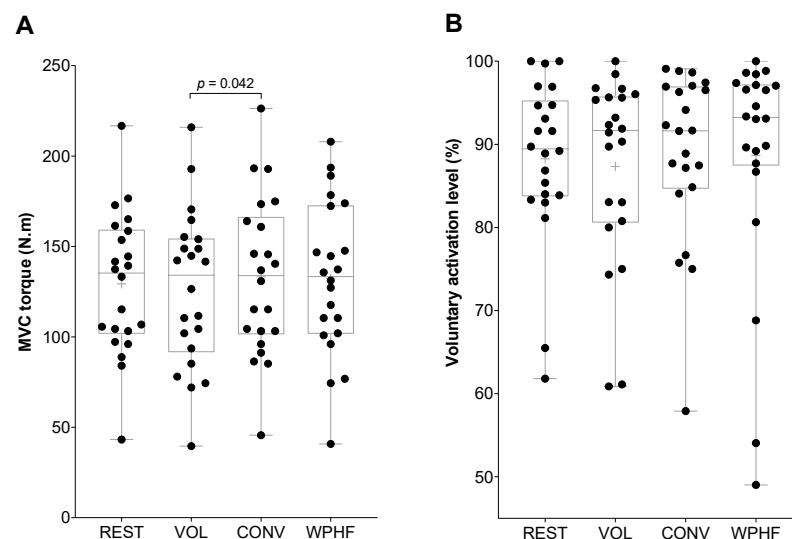 A
MVC torque (N.m)
250
200
150
100
50
0
p = 0.042
REST VOL CONV WPHF
B
Voluntary activation level (%)
100
90
80
70
60
50
REST VOL CONV WPHF